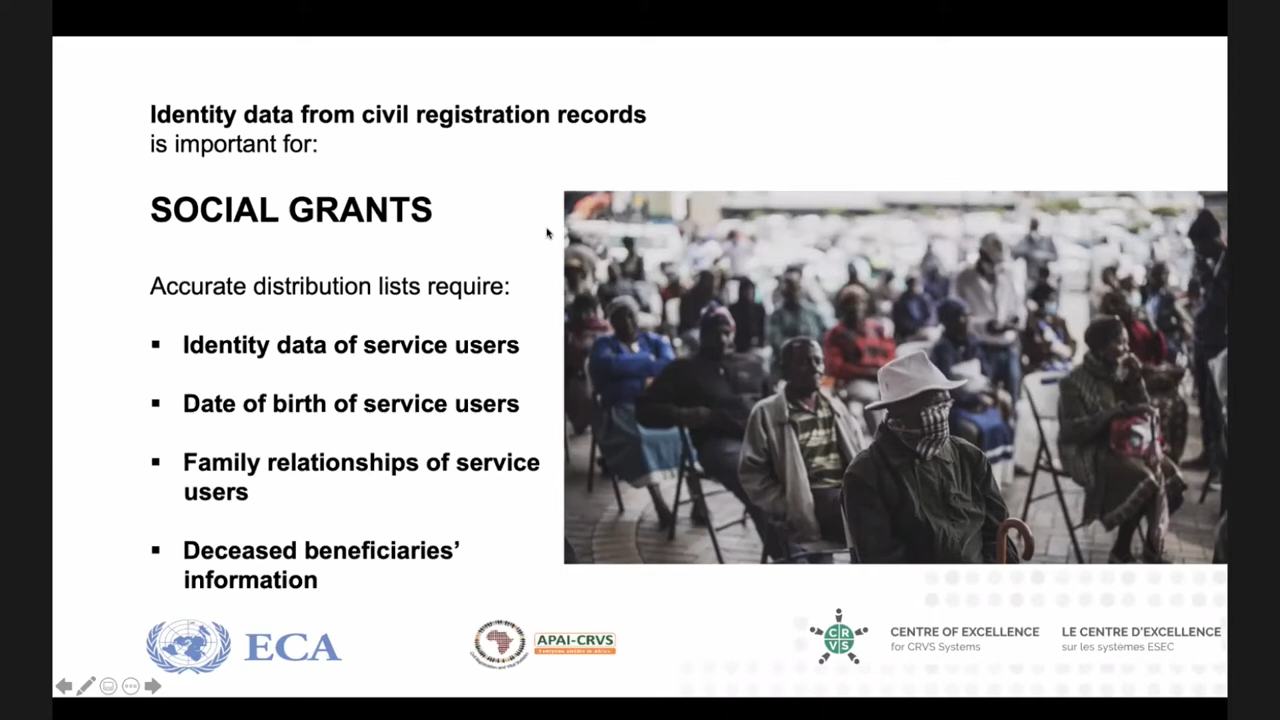 Identity data from civil registration records
is important for:
SOCIAL GRANTS
Accurate distribution lists require:
▪ Identity data of service users
▪ Date of birth of service users
▪ Family relationships of service
users
▪ Deceased beneficiaries’
information
ECA
APAI-CRVS
CRVS
CENTRE OF EXCELLENCE
for CRVS Systems
LE CENTRE D’EXCELLENCE
sur les systèmes ESEC